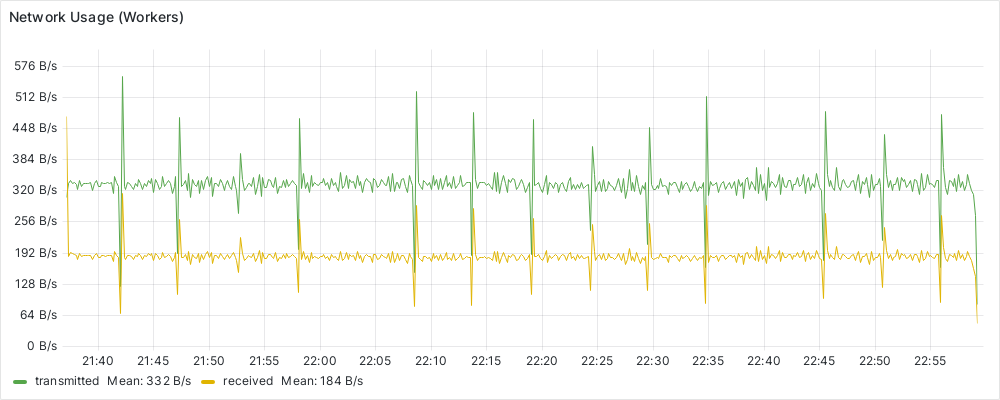 Network Usage (Workers)
576 B/s
512 B/s
448 B/s
384 B/s
320 B/s
256 B/s
192 B/s
128 B/s
64 B/s
0 B/s
21:40 21:45 21:50 21:55 22:00 22:05 22:10 22:15 22:20 22:25 22:30 22:35 22:40 22:45 22:50 22:55
transmitted Mean: 332 B/s received Mean: 184 B/s